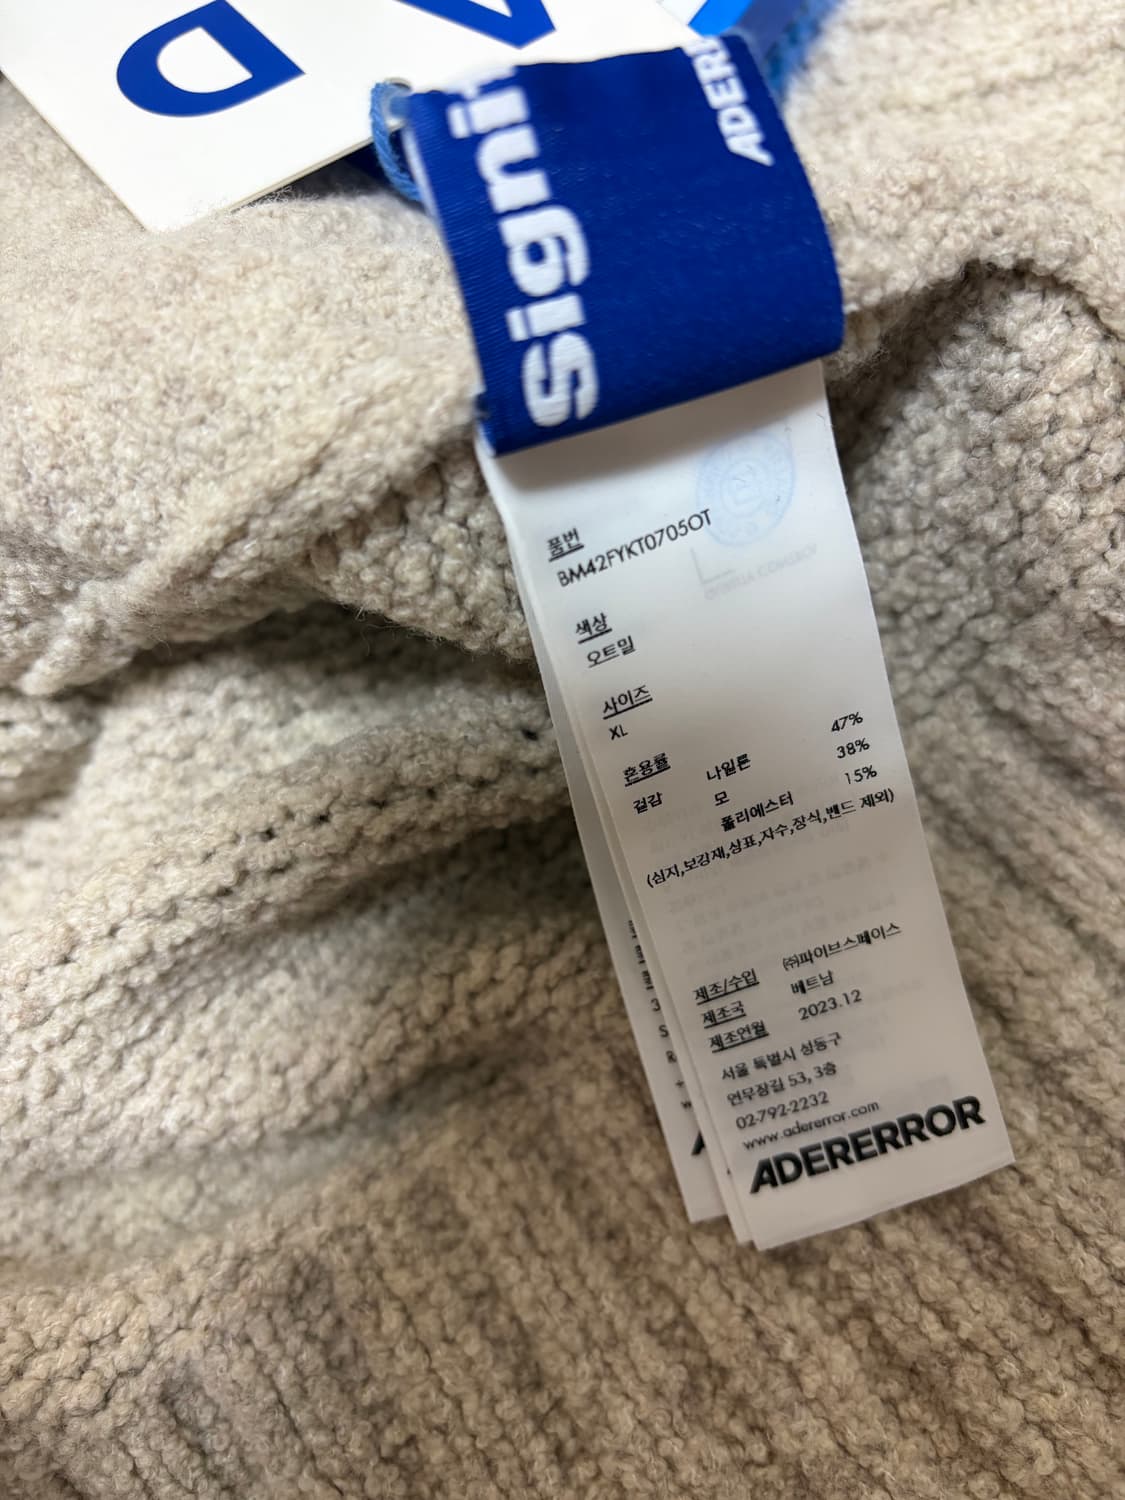 Signi
ADER
품번
BM42FYKT0705OT
색상
오트밀
사이즈
XL
혼용률
겉감 나일론 47%
모 38%
폴리에스터 15%
(심지,보강재,상표,자수,장식,밴드 제외)
제조/수입 ㈜파이브스페이스
제조국 베트남
제조연월 2023.12
서울 특별시 성동구
연무장길 53, 3층
02-792-2232
www.adererror.com
ADERERROR